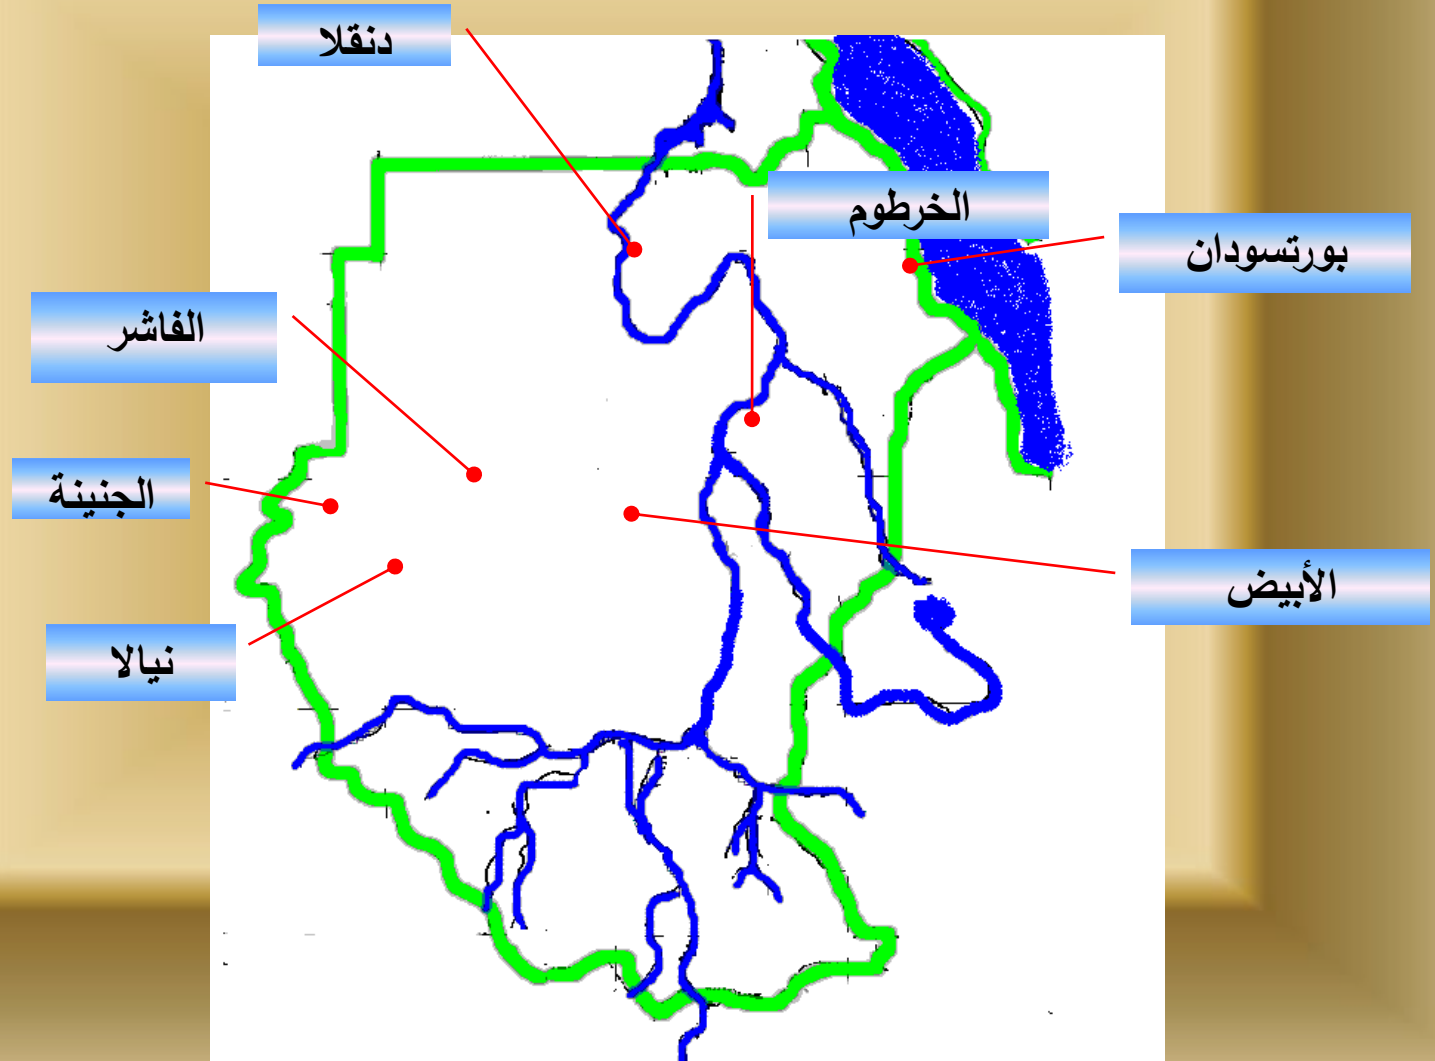 دنقلا
الخرطوم
بورتسودان
الفاشر
الجنينة
الأبيض
نيالا